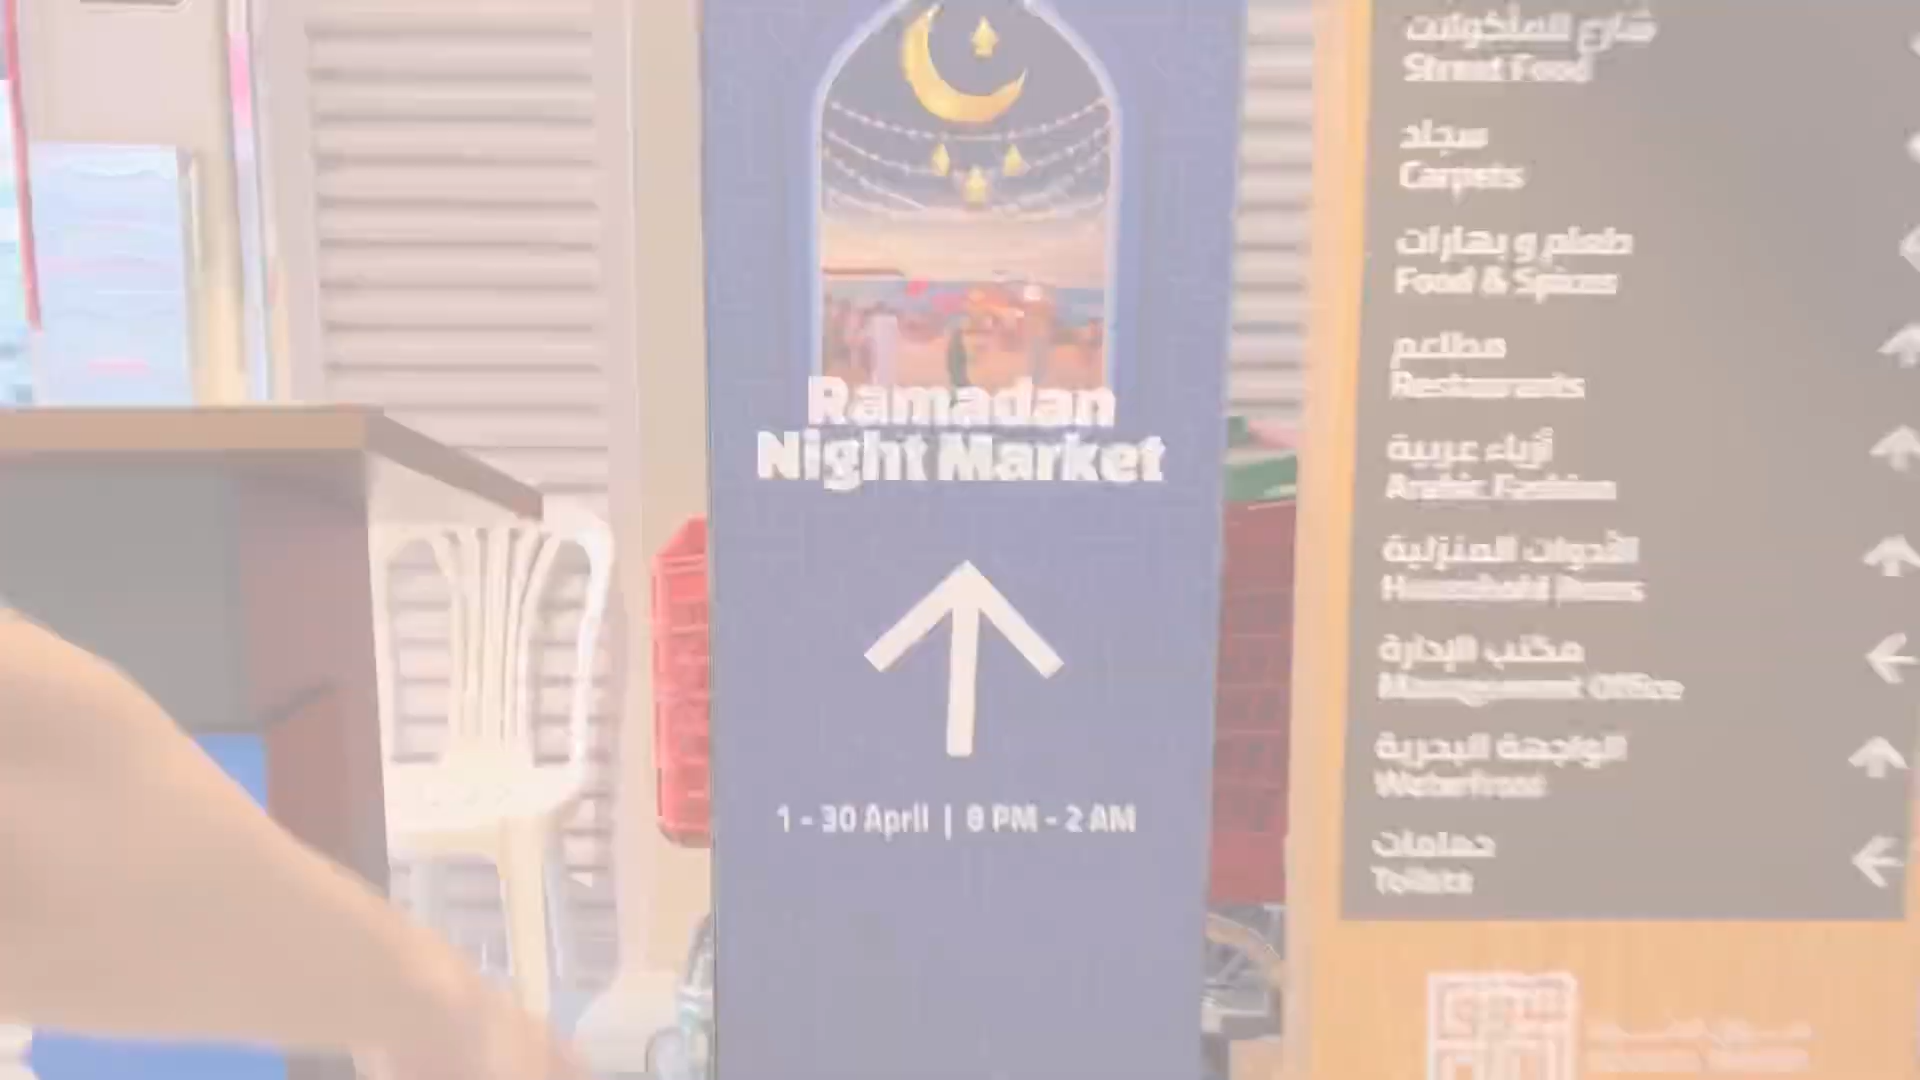 Ramadan
Night Market
1 - 30 April | 8 PM - 2 AM
شارع المأكولات
Street Food
سجاد
Carpets
طعام و بهارات
Food & Spices
مطاعم
Restaurants
أزياء عربية
Arabic Fashion
الأدوات المنزلية
Household Items
مكتب الإدارة
Management Office
الواجهة البحرية
Waterfront
حمامات
Toilets